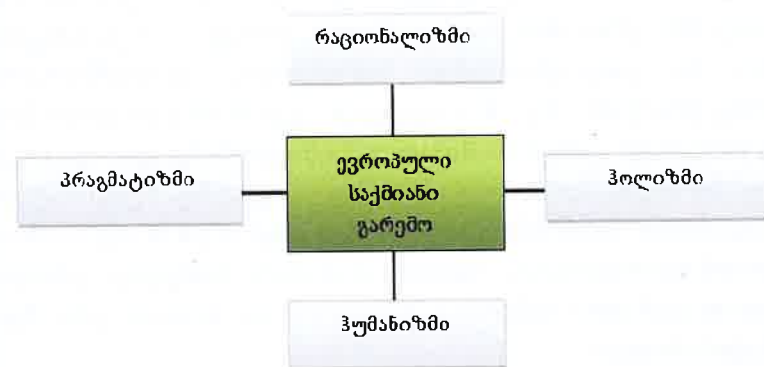 რაციონალიზმი
პრაგმატიზმი
ევროპული
საქმიანი
გარემო
ჰოლიზმი
ჰუმანიზმი